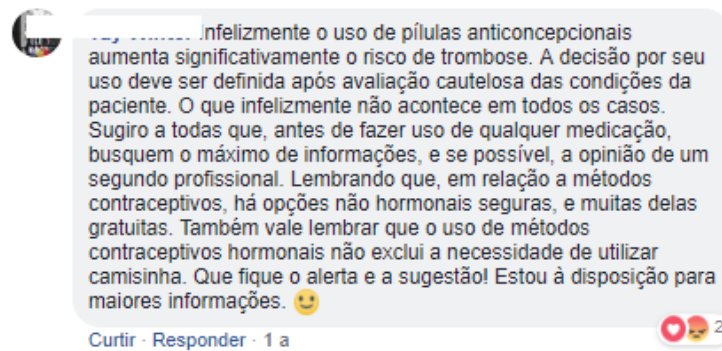 Infelizmente o uso de pílulas anticoncepcionais
aumenta significativamente o risco de trombose. A decisão por seu
uso deve ser definida após avaliação cautelosa das condições da
paciente. O que infelizmente não acontece em todos os casos.
Sugiro a todas que, antes de fazer uso de qualquer medicação,
busquem o máximo de informações, e se possível, a opinião de um
segundo profissional. Lembrando que, em relação a métodos
contraceptivos, há opções não hormonais seguras, e muitas delas
gratuitas. Também vale lembrar que o uso de métodos
contraceptivos hormonais não exclui a necessidade de utilizar
camisinha. Que fique o alerta e a sugestão! Estou à disposição para
maiores informações. 🙂
Curtir · Responder · 1 a
2